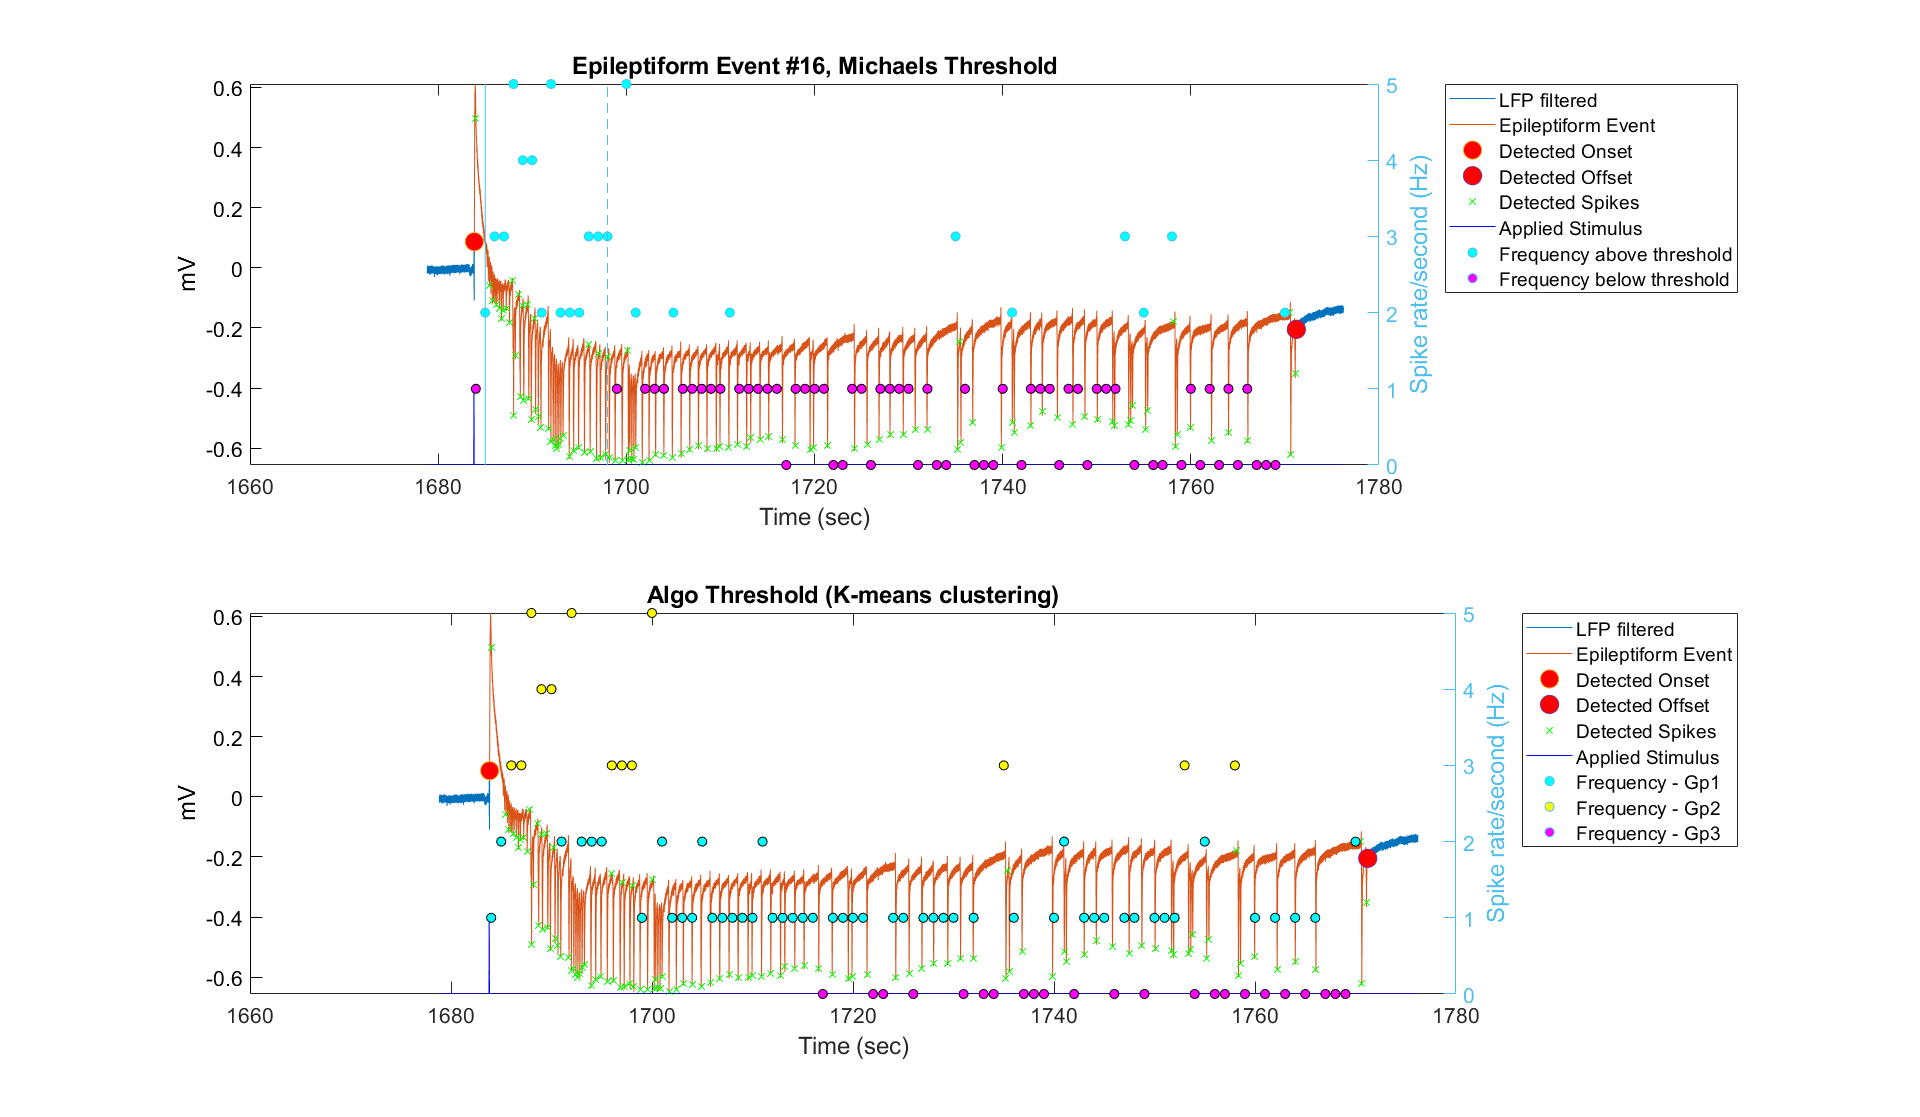 Epileptiform Event #16, Michaels Threshold
0.6
0.4
0.2
0
-0.2
-0.4
-0.6
mV
5
4
3
2
1
0
Spike rate/second (Hz)
1660 1680 1700 1720 1740 1760 1780
Time (sec)
LFP filtered
Epileptiform Event
Detected Onset
Detected Offset
Detected Spikes
Applied Stimulus
Frequency above threshold
Frequency below threshold
Algo Threshold (K-means clustering)
0.6
0.4
0.2
0
-0.2
-0.4
-0.6
mV
5
4
3
2
1
0
Spike rate/second (Hz)
1660 1680 1700 1720 1740 1760 1780
Time (sec)
LFP filtered
Epileptiform Event
Detected Onset
Detected Offset
Detected Spikes
Applied Stimulus
Frequency - Gp1
Frequency - Gp2
Frequency - Gp3